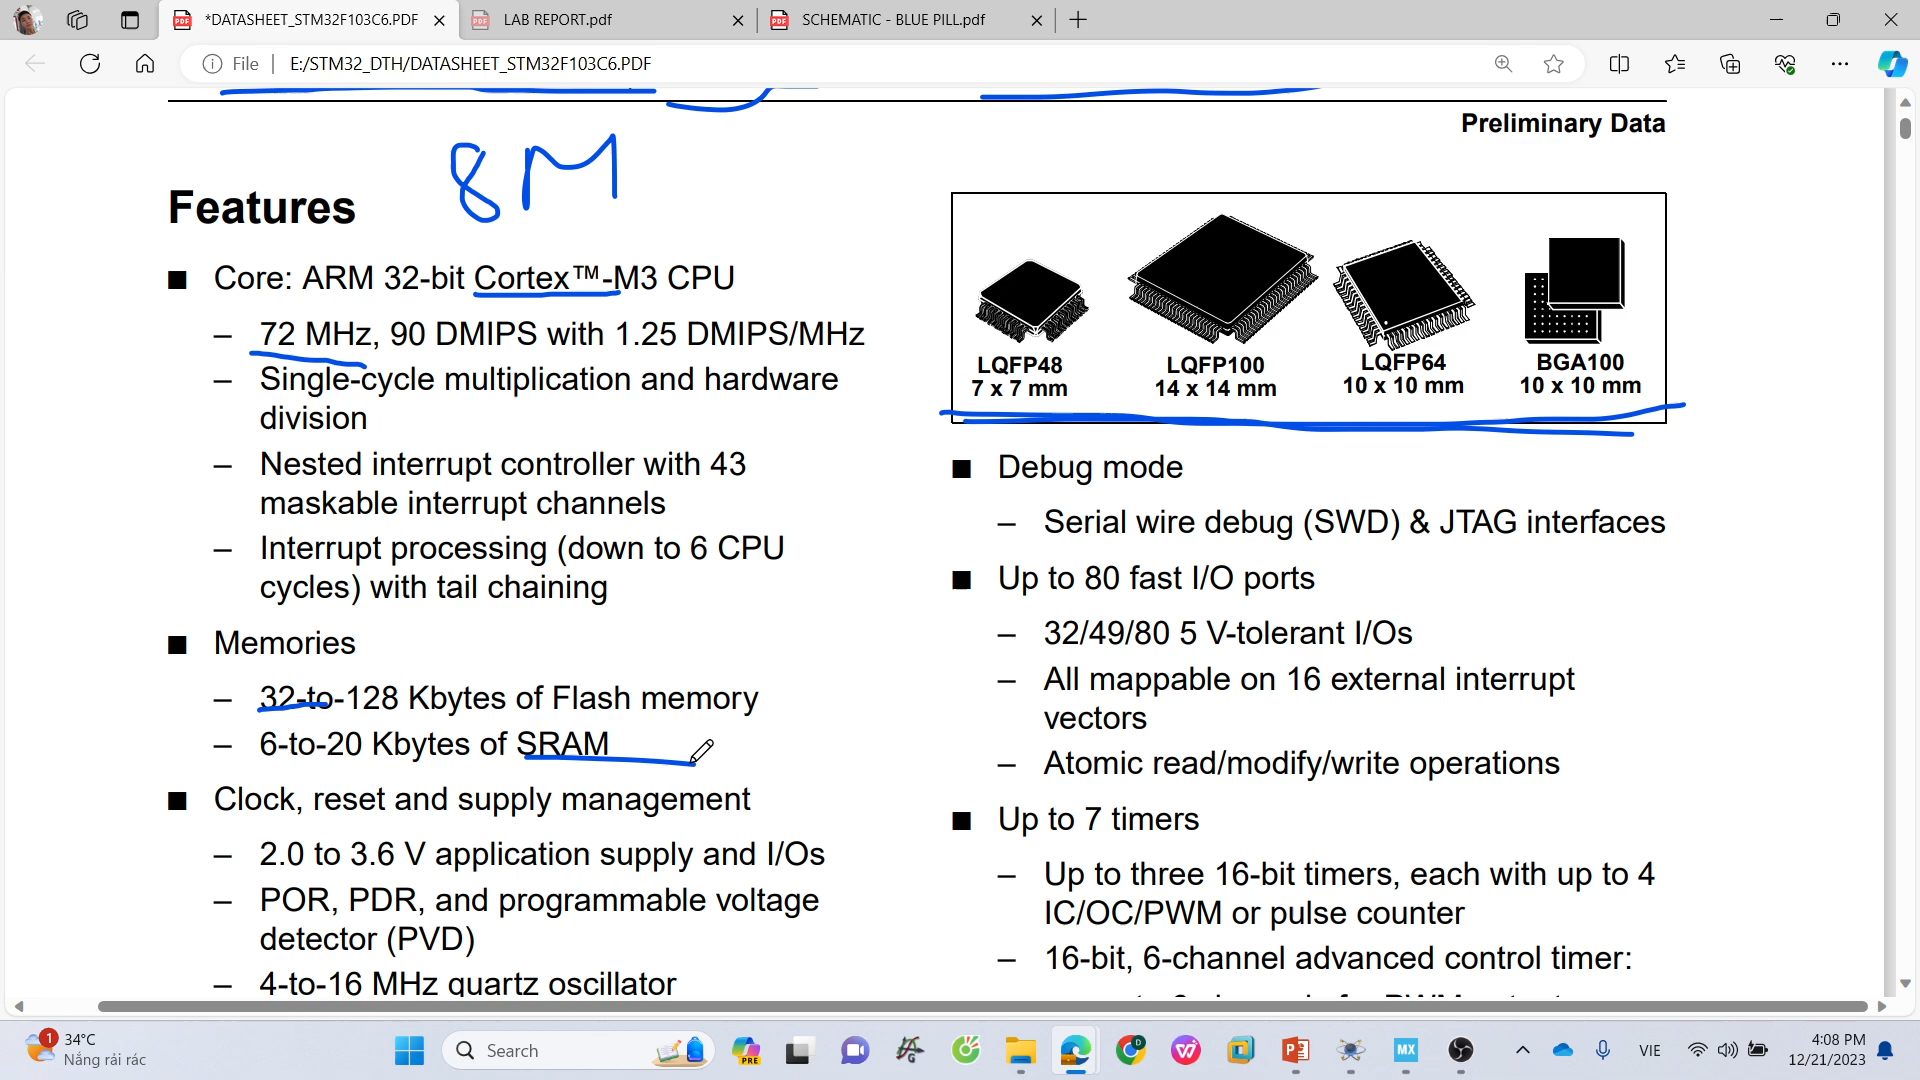 *DATASHEET_STM32F103C6.PDF
LAB REPORT.pdf
SCHEMATIC - BLUE PILL.pdf
File
E:/STM32_DTH/DATASHEET_STM32F103C6.PDF
Preliminary Data
8M
Features
■ Core: ARM 32-bit Cortex™-M3 CPU
– 72 MHz, 90 DMIPS with 1.25 DMIPS/MHz
– Single-cycle multiplication and hardware
division
– Nested interrupt controller with 43
maskable interrupt channels
– Interrupt processing (down to 6 CPU
cycles) with tail chaining
■ Memories
– 32-to-128 Kbytes of Flash memory
– 6-to-20 Kbytes of SRAM
■ Clock, reset and supply management
– 2.0 to 3.6 V application supply and I/Os
– POR, PDR, and programmable voltage
detector (PVD)
– 4-to-16 MHz quartz oscillator
LQFP48
7 x 7 mm
LQFP100
14 x 14 mm
LQFP64
10 x 10 mm
BGA100
10 x 10 mm
■ Debug mode
– Serial wire debug (SWD) & JTAG interfaces
■ Up to 80 fast I/O ports
– 32/49/80 5 V-tolerant I/Os
– All mappable on 16 external interrupt
vectors
– Atomic read/modify/write operations
■ Up to 7 timers
– Up to three 16-bit timers, each with up to 4
IC/OC/PWM or pulse counter
– 16-bit, 6-channel advanced control timer:
1
34°C
Nắng rải rác
Search
PRE
MX
VIE
4:08 PM
12/21/2023